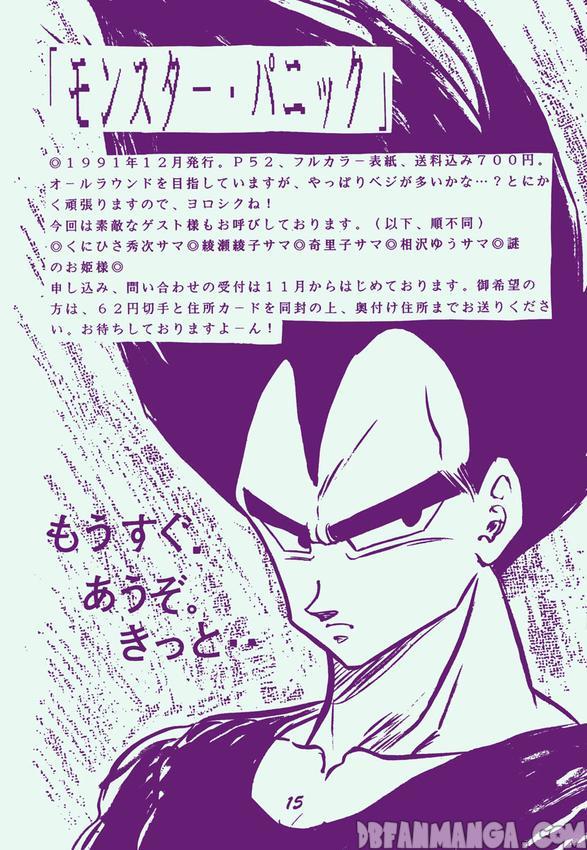 「モンスター・パニック」
◎１９９１年１２月発行。Ｐ５２、フルカラー表紙、送料込み７００円。
オールラウンドを目指していますが、やっぱりベジが多いかな…？とにか
く頑張りますので、ヨロシクね！
今回は素敵なゲスト様もお呼びしております。（以下、順不同）
◎くにひさ秀次サマ◎綾瀬綾子サマ◎奇里子サマ◎相沢ゆうサマ◎謎
のお姫様◎
申し込み、問い合わせの受付は１１月からはじめております。御希望の
方は、６２円切手と住所カードを同封の上、奥付け住所までお送りくださ
い。お待ちしておりますよーん！
もうすぐ。
あうぞ。
きっと‥
15
DBFANMANGA.COM